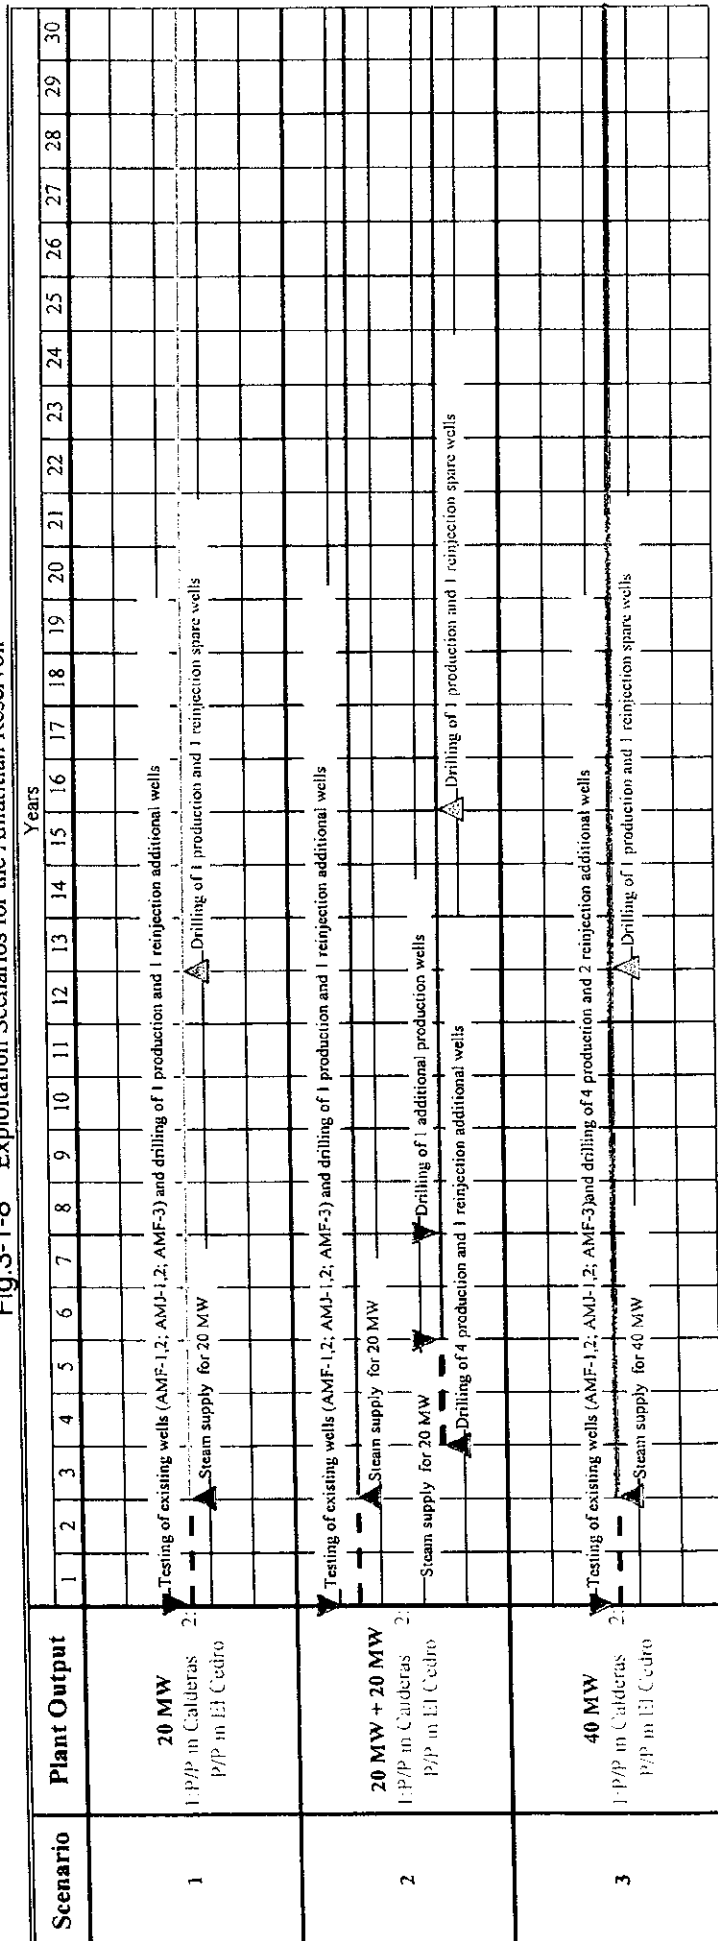 Fig.3-1-8 Exploitation Scenarios for the Amatitlan Reservoir
Scenario Plant Output Years
1 2 3 4 5 6 7 8 9 10 11 12 13 14 15 16 17 18 19 20 21 22 23 24 25 26 27 28 29 30
1
20 MW
1:P/P in Calderas 2:
P/P in El Cedro
Testing of existing wells (AMF-1,2; AMJ-1,2; AMF-3) and drilling of 1 production and 1 reinjection additional wells
Steam supply for 20 MW
Drilling of 1 production and 1 reinjection spare wells
2
20 MW + 20 MW
1:P/P in Calderas 2:
P/P in El Cedro
Testing of existing wells (AMF-1,2; AMJ-1,2; AMF-3) and drilling of 1 production and 1 reinjection additional wells
Steam supply for 20 MW
Steam supply for 20 MW
Drilling of 1 additional production wells
Drilling of 4 production and 1 reinjection additional wells
Drilling of 1 production and 1 reinjection spare wells
3
40 MW
1:P/P in Calderas 2:
P/P in El Cedro
Testing of existing wells (AMF-1,2; AMJ-1,2; AMF-3)and drilling of 4 production and 2 reinjection additional wells
Steam supply for 40 MW
Drilling of 1 production and 1 reinjection spare wells